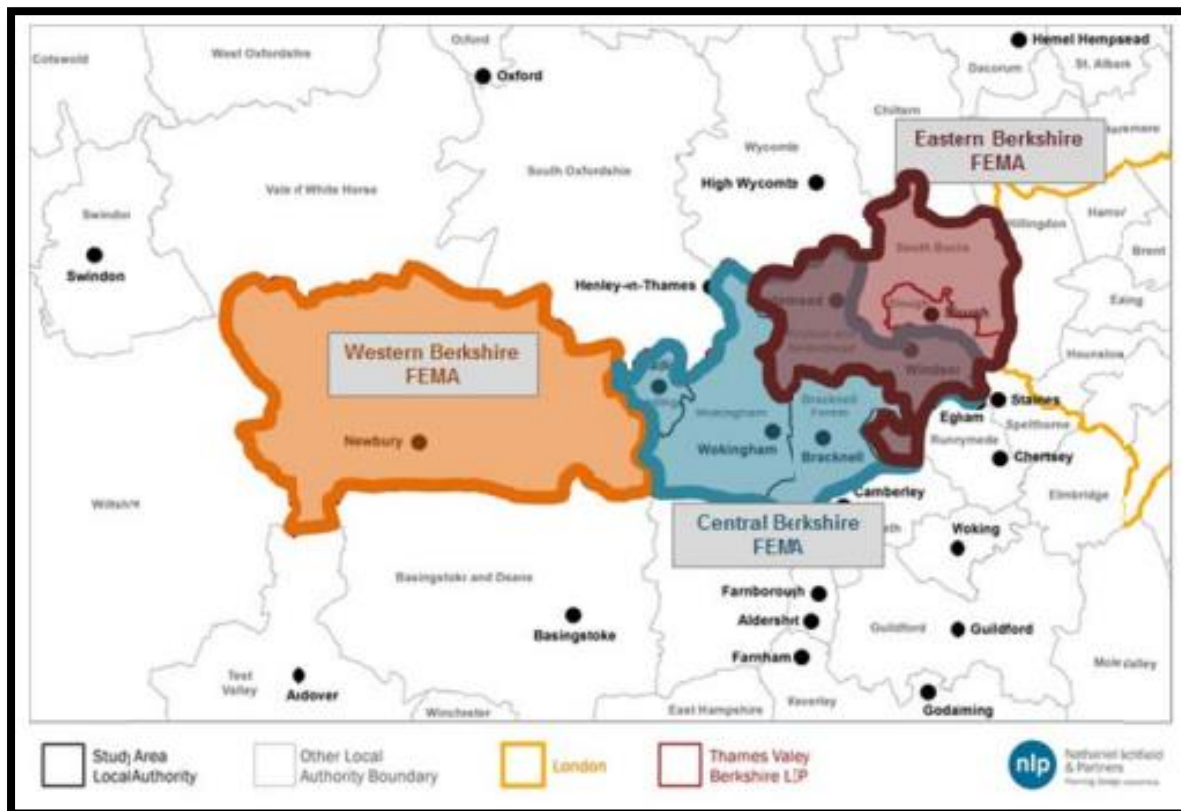 Hemel Hempsead
Cotswold
West Oxfordshire
Oxford
Dacorum
St. Albans
Oxford
Chiltern
Eastern Berkshire
FEMA
Wycombe
South Oxfordshire
Vale of White Horse
High Wycombe
Swindon
Hillingdon
Harrow
South Bucks
Brent
Swindon
Henley-on-Thames
Ealing
Slough
Western Berkshire
FEMA
Hounslow
Windsor
Wokingham
Bracknell
Forest
Staines
Egham
Spelthorne
Newbury
Wokingham
Runnymede
Bracknell
Chertsey
Wiltshire
Camberley
Elmbridge
Central Berkshire
FEMA
Woking
Basingstoke and Deane
Farnborough
Basingstoke
Aldershot
Guildford
Guildford
Farnham
Test
Valley
Mole Valley
Andover
Waverley
Winchester
East Hampshire
Godalming
Study Area
Local Authority
Other Local
Authority Boundary
London
Thames Valley
Berkshire LEP
nlp
Nathaniel Lichfield
& Partners